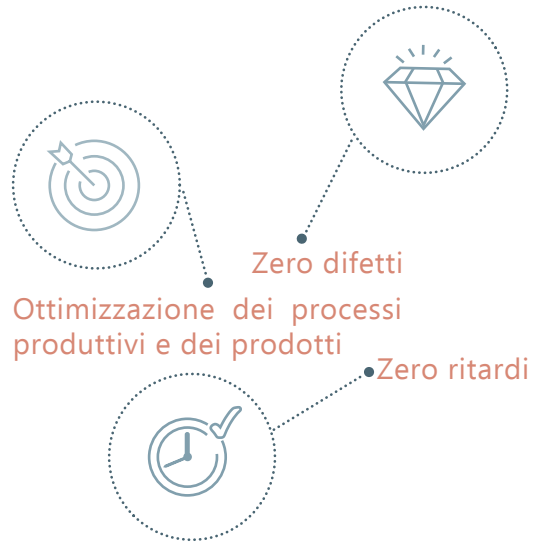 Zero difetti
Ottimizzazione dei processi
produttivi e dei prodotti
Zero ritardi